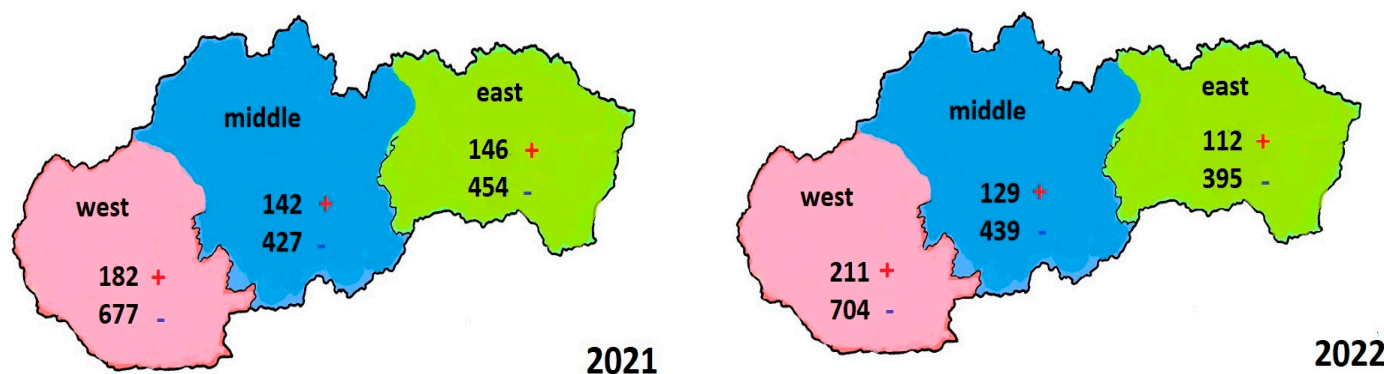 east
middle
146 +
454 -
west
142 +
427 -
182 +
677 -
2021
east
middle
112 +
395 -
west
129 +
439 -
211 +
704 -
2022